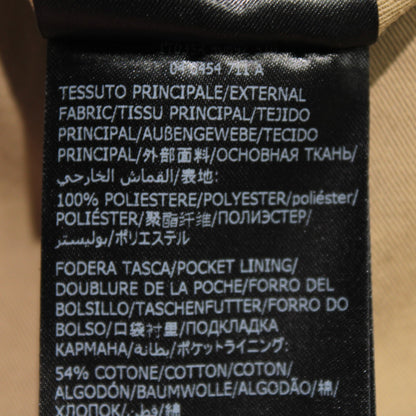 TESSUTO PRINCIPALE/EXTERNAL
FABRIC/TISSU PRINCIPAL/TEJIDO
PRINCIPAL/AUßENGEWEBE/TECIDO
PRINCIPAL/外部面料/ОСНОВНАЯ ТКАНЬ/
القماش الخارجي/表地:
100% POLIESTERE/POLYESTER/poliéster/
POLIÉSTER/聚酯纤维/ПОЛИЭСТЕР/
بوليستر/ポリエステル
FODERA TASCA/POCKET LINING/
DOUBLURE DE LA POCHE/FORRO DEL
BOLSILLO/TASCHENFUTTER/FORRO DO
BOLSO/口袋衬里/ПОДКЛАДКА
КАРМАНА/بطانة/ポケットライニング:
54% COTONE/COTTON/COTON/
ALGODÓN/BAUMWOLLE/ALGODÃO/棉/
ХЛОПОК/قطن/綿